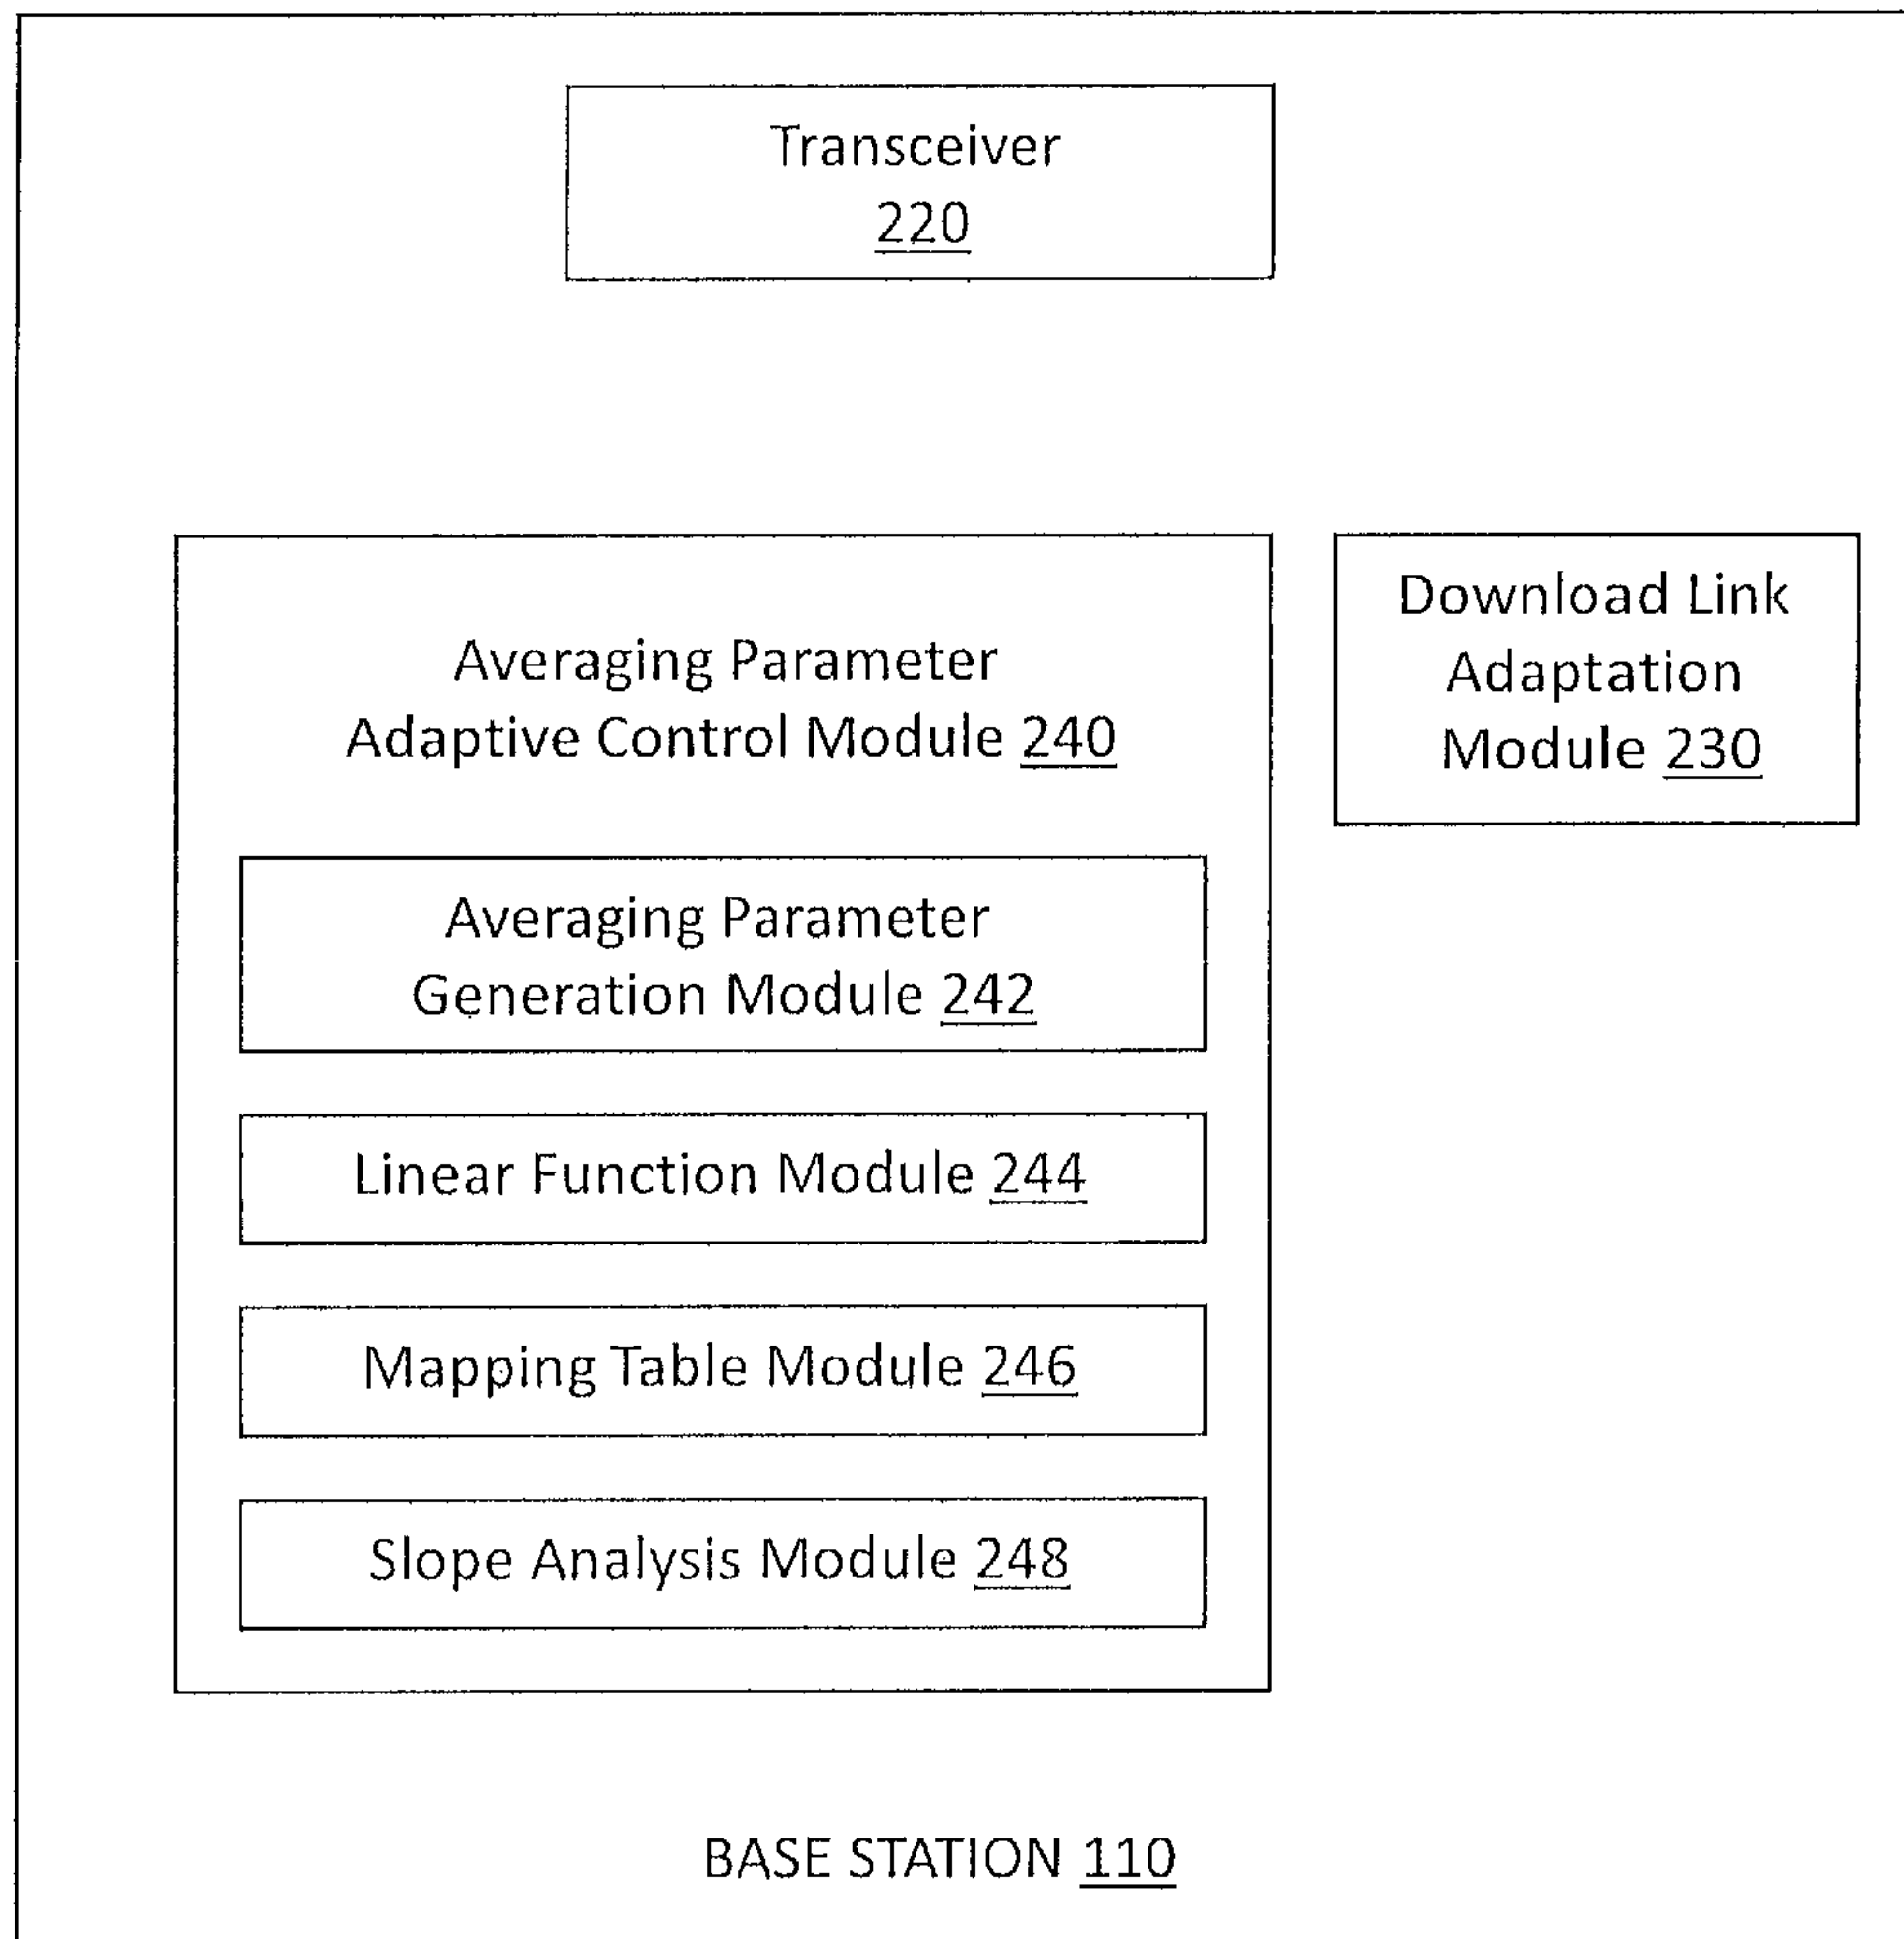 Transceiver
220
Averaging Parameter
Adaptive Control Module 240
Download Link
Adaptation
Module 230
Averaging Parameter
Generation Module 242
Linear Function Module 244
Mapping Table Module 246
Slope Analysis Module 248
BASE STATION 110